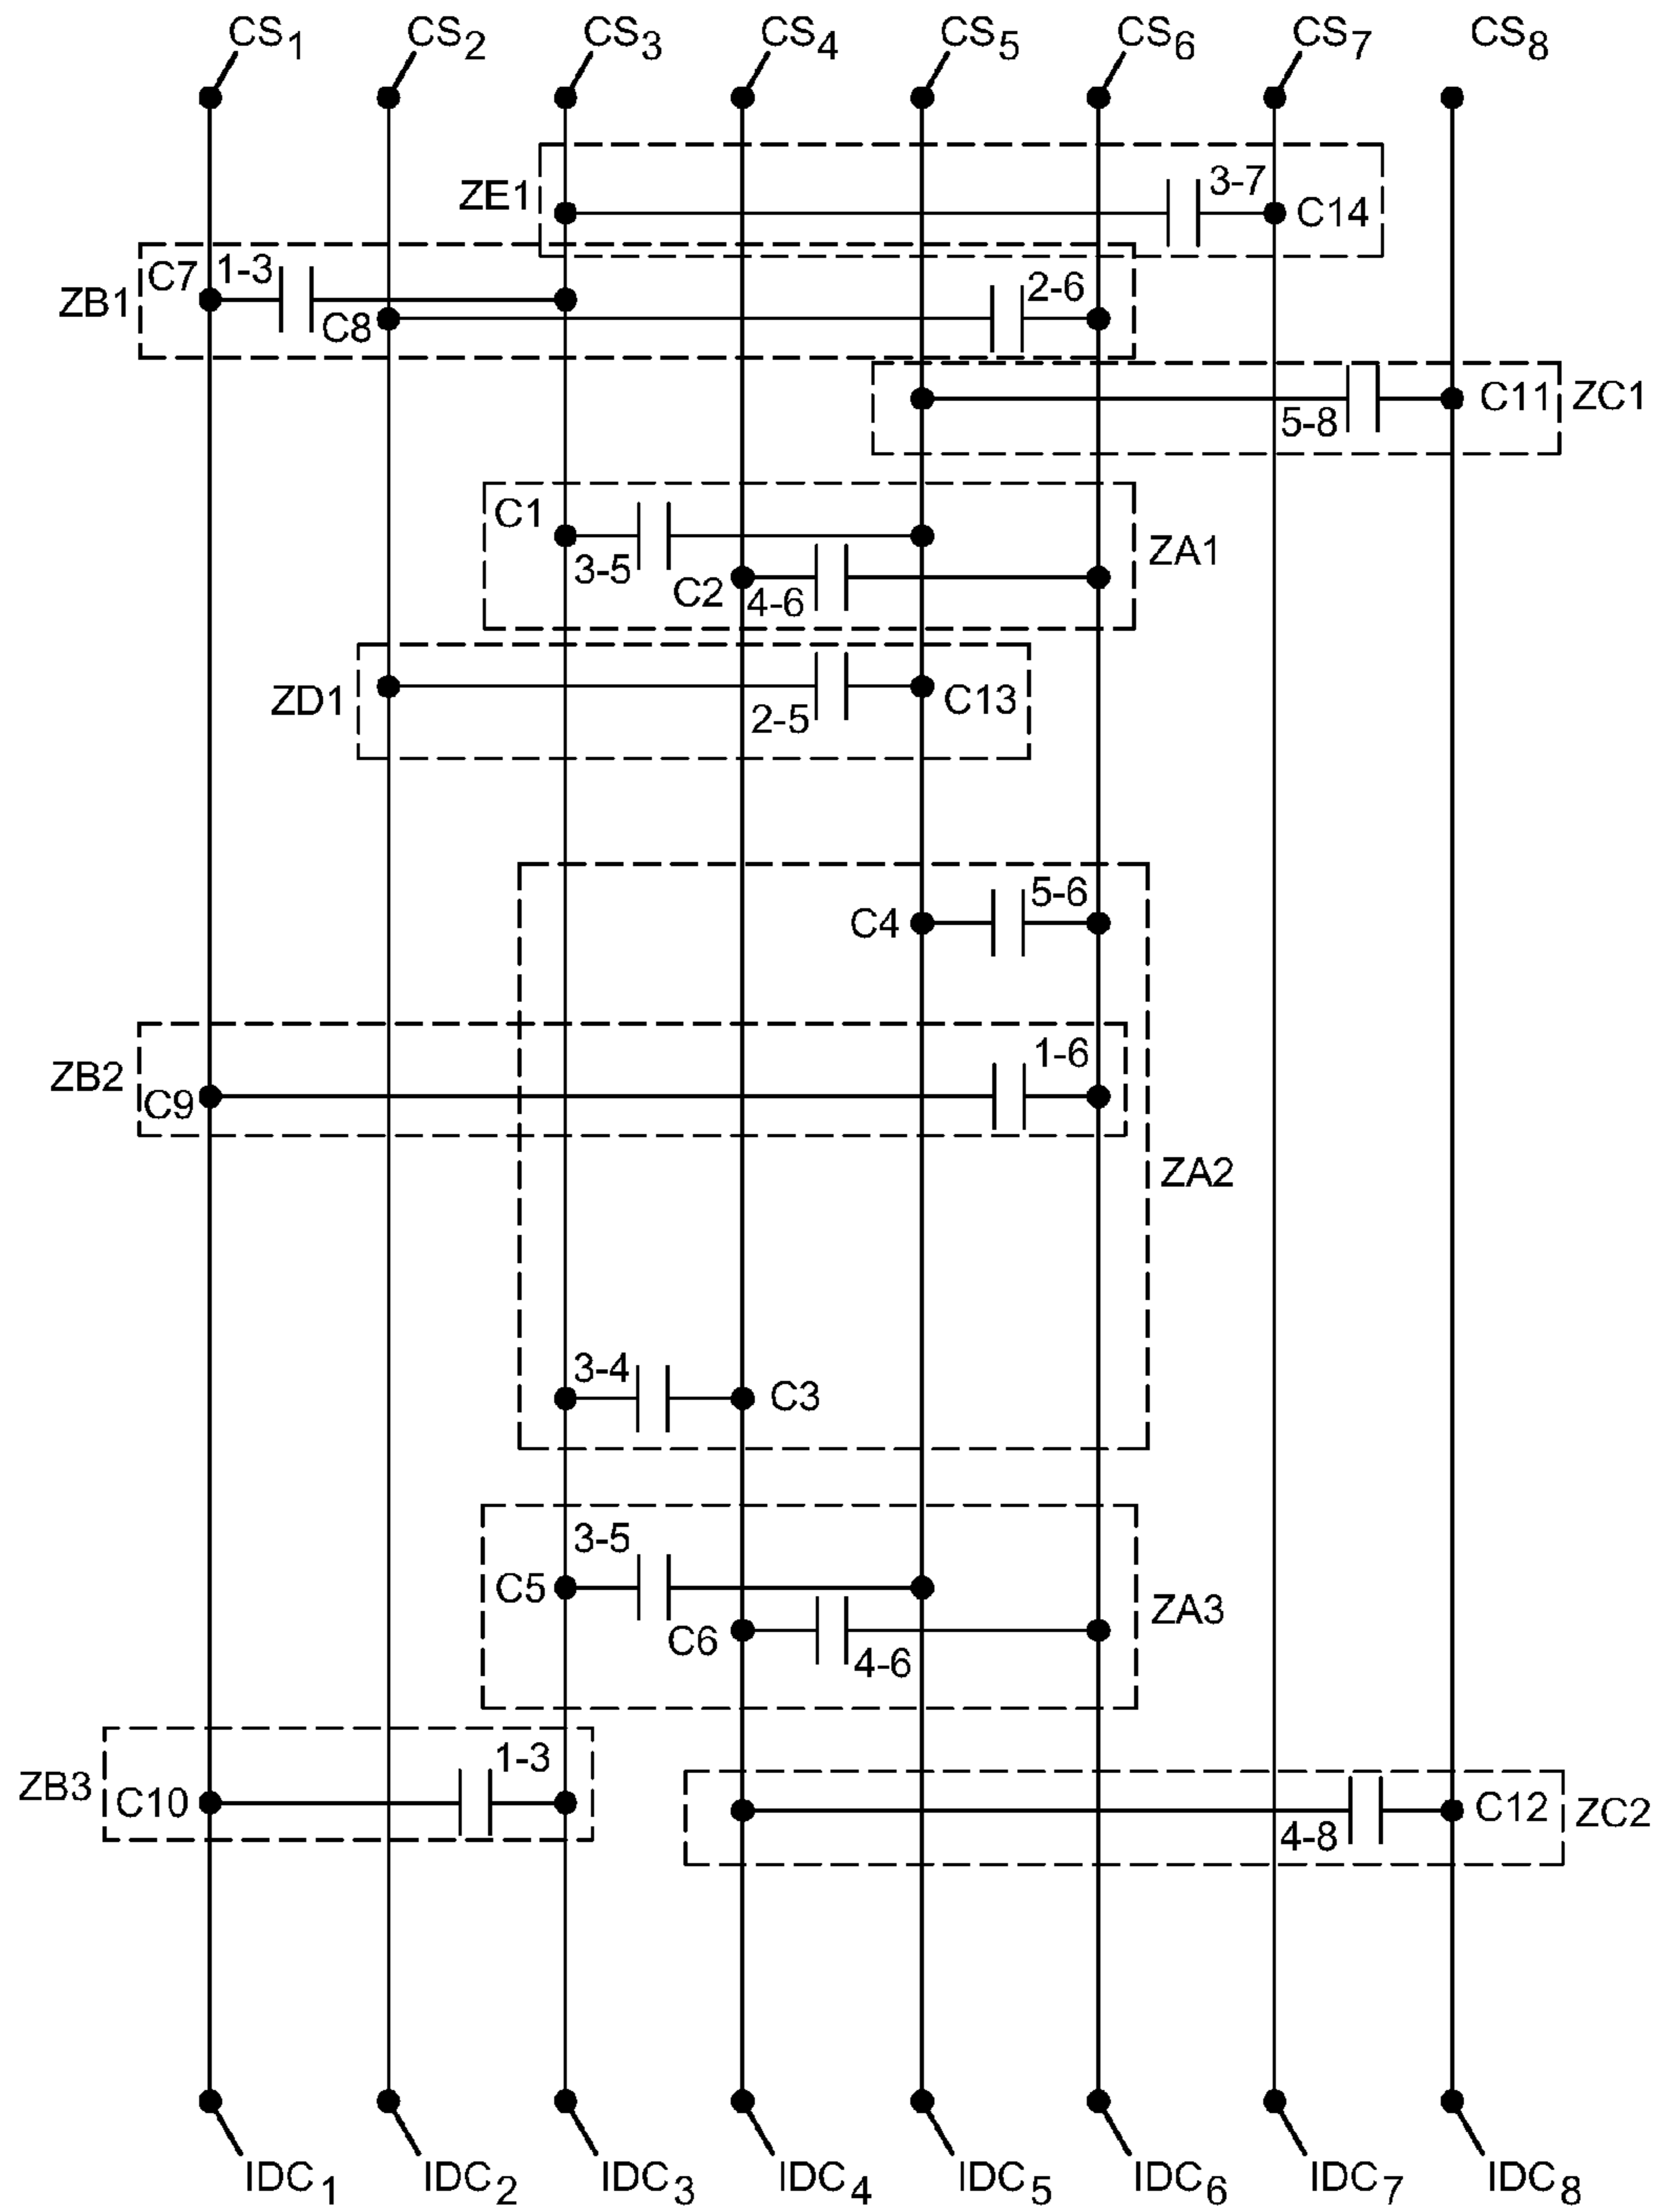 CS1 CS2 CS3 CS4 CS5 CS6 CS7 CS8
ZE1 3-7 C14
ZB1 C7 1-3 C8 2-6
5-8 C11 ZC1
C1 3-5 C2 4-6 ZA1
ZD1 2-5 C13
C4 5-6
ZB2 C9 1-6
ZA2
3-4 C3
3-5
C5 C6 4-6 ZA3
ZB3 C10 1-3
4-8 C12 ZC2
IDC1 IDC2 IDC3 IDC4 IDC5 IDC6 IDC7 IDC8